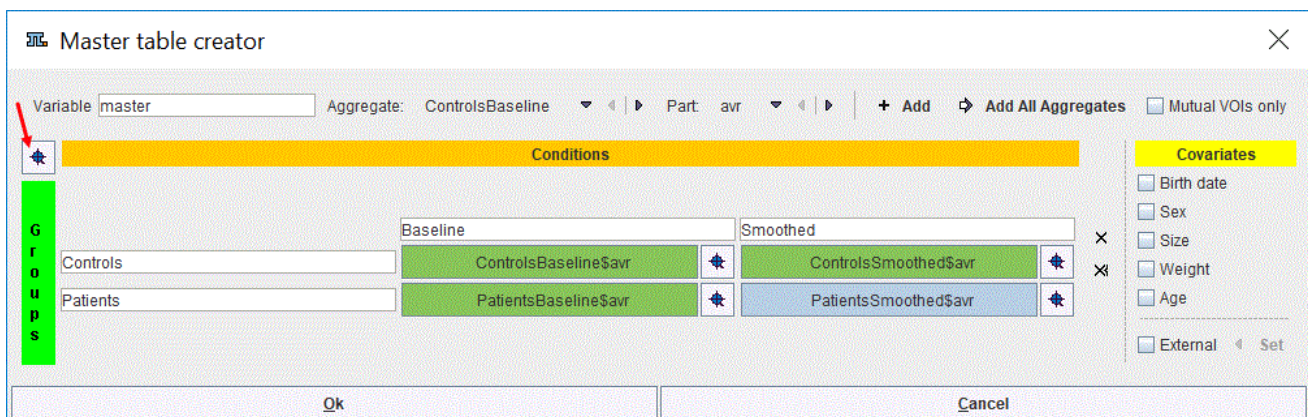 Master table creator
Variable master Aggregate: ControlsBaseline Part: avr + Add Add All Aggregates Mutual VOIs only
Conditions
Covariates
Birth date
Sex
Size
Weight
Age
External Set
Groups
Baseline Smoothed
Controls ControlsBaseline$avr ControlsSmoothed$avr
Patients PatientsBaseline$avr PatientsSmoothed$avr
Ok Cancel